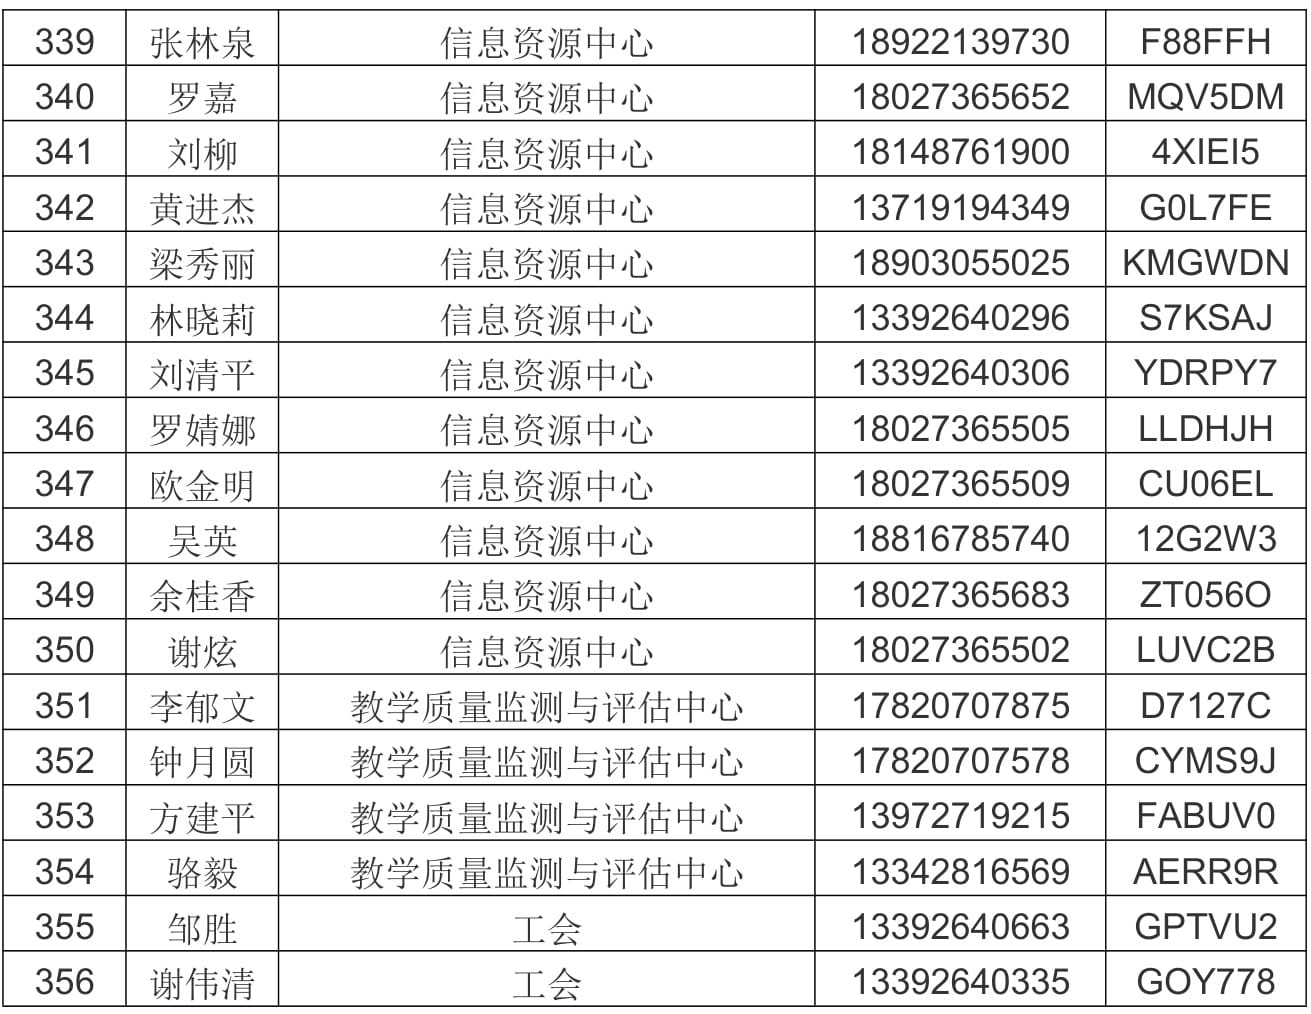 339 张林泉 信息资源中心 18922139730 F88FFH
340 罗嘉 信息资源中心 18027365652 MQV5DM
341 刘柳 信息资源中心 18148761900 4XIEI5
342 黄进杰 信息资源中心 13719194349 G0L7FE
343 梁秀丽 信息资源中心 18903055025 KMGWDN
344 林晓莉 信息资源中心 13392640296 S7KSAJ
345 刘清平 信息资源中心 13392640306 YDRPY7
346 罗婧娜 信息资源中心 18027365505 LLDHJH
347 欧金明 信息资源中心 18027365509 CU06EL
348 吴英 信息资源中心 18816785740 12G2W3
349 余桂香 信息资源中心 18027365683 ZT056O
350 谢炫 信息资源中心 18027365502 LUVC2B
351 李郁文 教学质量监测与评估中心 17820707875 D7127C
352 钟月圆 教学质量监测与评估中心 17820707578 CYMS9J
353 方建平 教学质量监测与评估中心 13972719215 FABUV0
354 骆毅 教学质量监测与评估中心 13342816569 AERR9R
355 邹胜 工会 13392640663 GPTVU2
356 谢伟清 工会 13392640335 GOY778